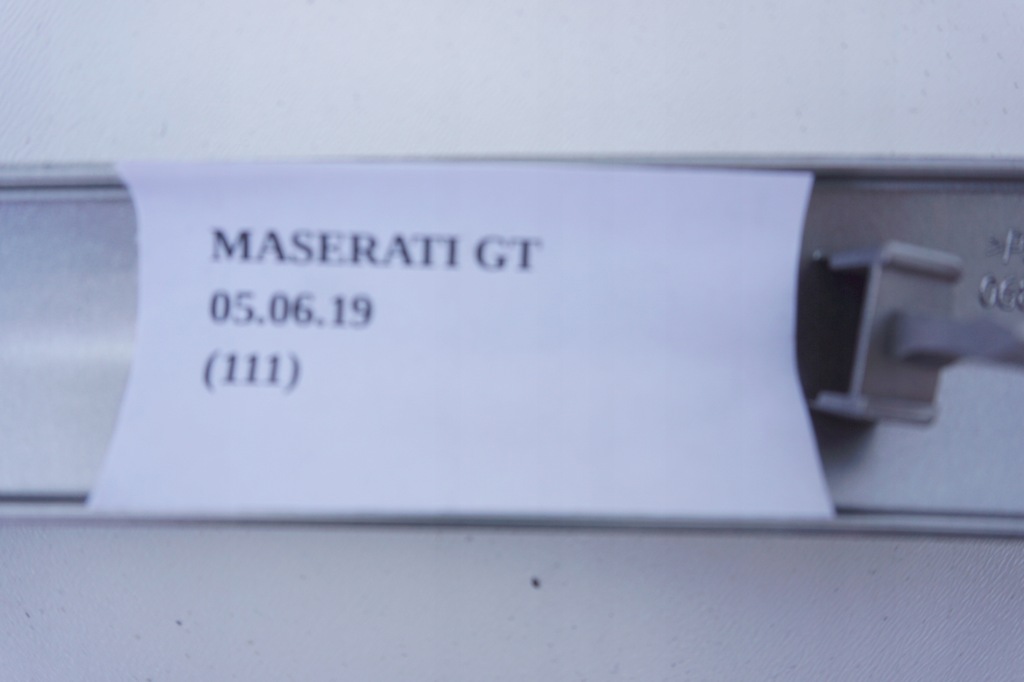 MASERATI GT
05.06.19
(111)